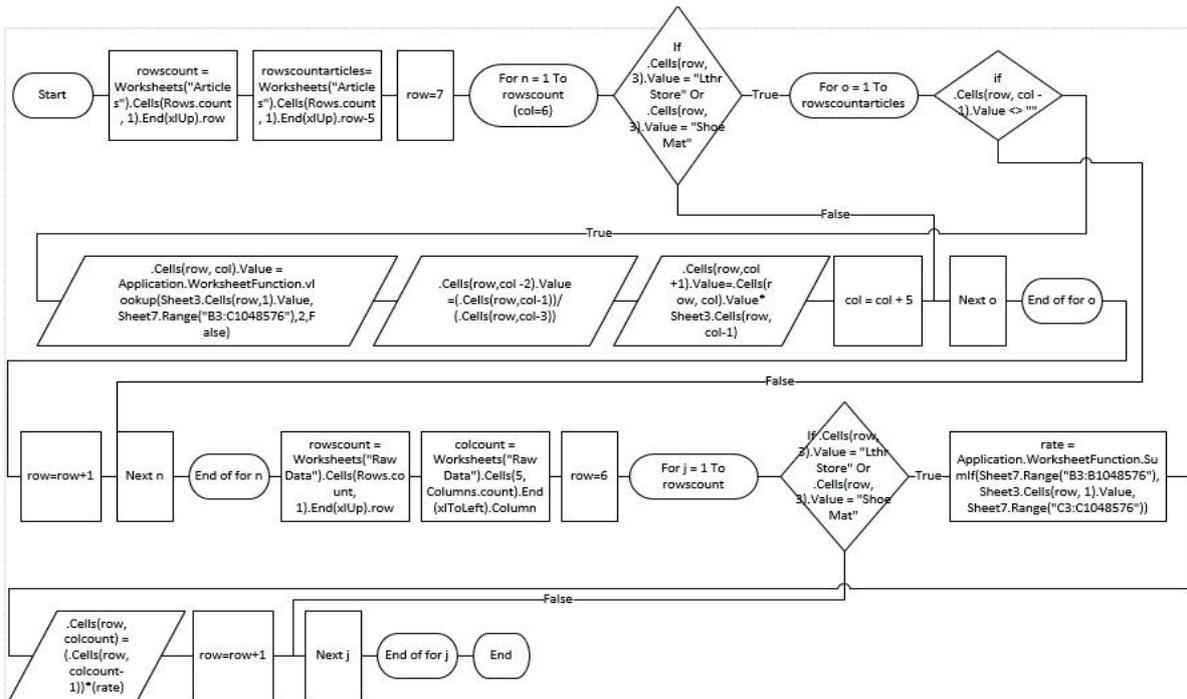 Start
rowscount =
Worksheets("Article
s").Cells(Rows.count
, 1).End(xlUp).row
rowscountarticles=
Worksheets("Article
s").Cells(Rows.count
, 1).End(xlUp).row-5
row=7
For n = 1 To
rowscount
(col=6)
If
.Cells(row,
3).Value = "Lthr
Store" Or
.Cells(row,
3).Value = "Shoe
Mat"
True
For o = 1 To
rowscountarticles
if
.Cells(row, col -
1).Value <> "".
False
True
.Cells(row, col).Value =
Application.WorksheetFunction.vl
ookup(Sheet3.Cells(row,1).Value,
Sheet7.Range("B3:C1048576"),2,F
alse)
.Cells(row,col -2).Value
=(.Cells(row,col-1))/
(.Cells(row,col-3))
.Cells(row,col
+1).Value=.Cells(r
ow, col).Value*
Sheet3.Cells(row,
col-1)
col = col + 5
Next o
End of for o
False
row=row+1
Next n
End of for n
rowscount =
Worksheets("Raw
Data").Cells(Rows.co
unt,
1).End(xlUp).row
colcount =
Worksheets("Raw
Data").Cells(5,
Columns.count).End
(xlToLeft).Column
row=6
For j = 1 To
rowscount
If .Cells(row,
3).Value = "Lthr
Store" Or
.Cells(row,
3).Value = "Shoe
Mat"
True
rate =
Application.WorksheetFunction.Su
mIf(Sheet7.Range("B3:B1048576"),
Sheet3.Cells(row, 1).Value,
Sheet7.Range("C3:C1048576"))
False
.Cells(row,
colcount) =
(.Cells(row,
colcount-
1))*(rate)
row=row+1
Next j
End of for j
End